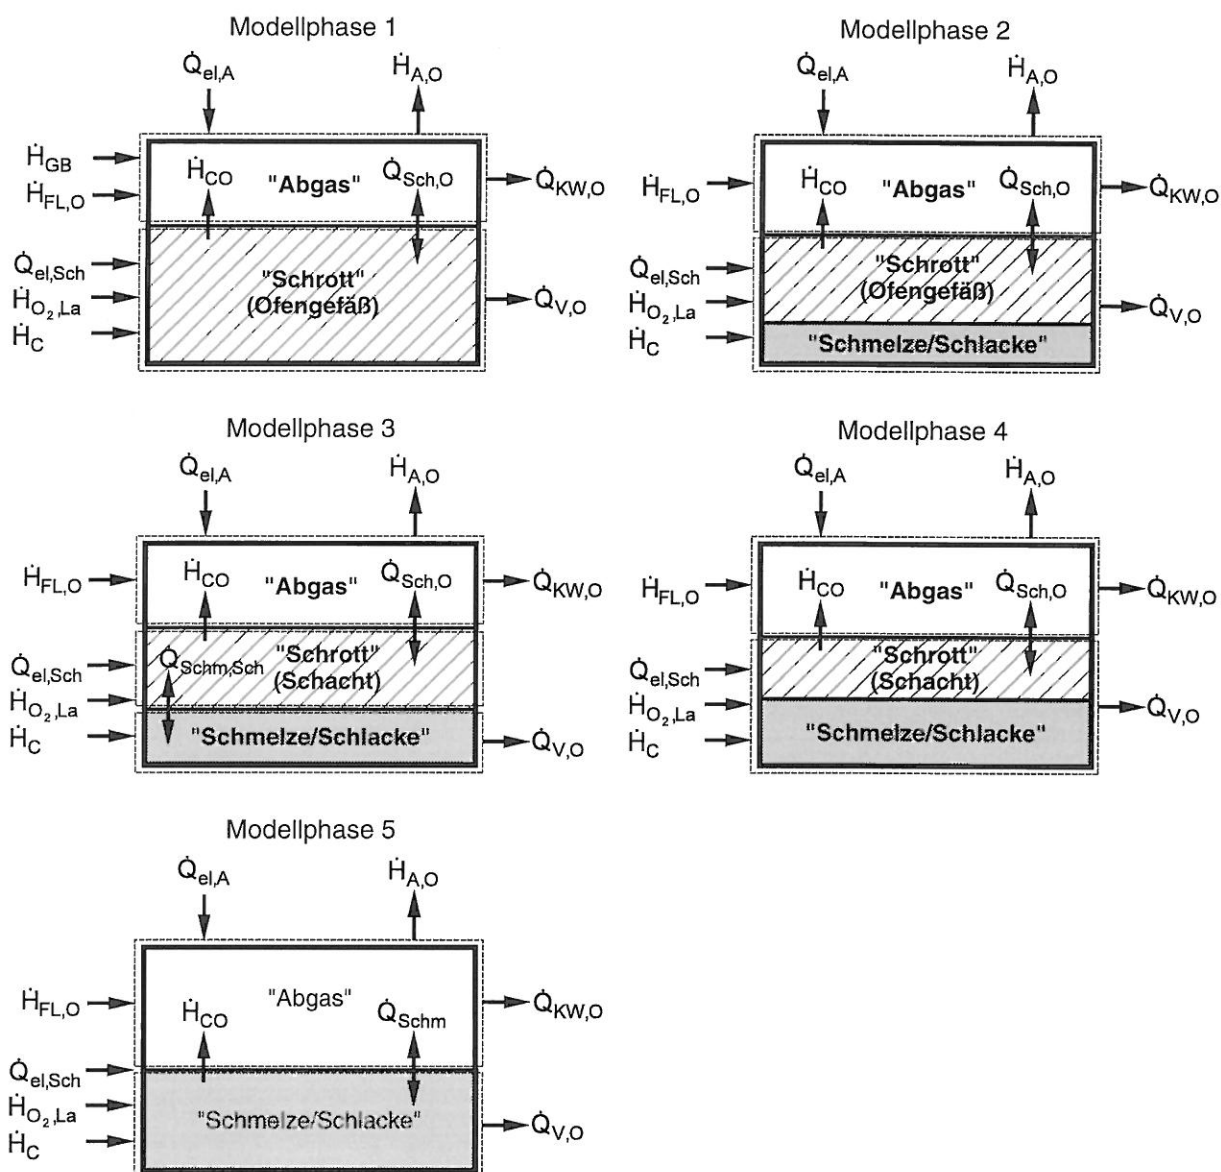 Modellphase 1
Q̇el,A
ḢA,O
ḢGB
ḢFL,O
ḢCO
"Abgas"
Q̇Sch,O
Q̇KW,O
Q̇el,Sch
ḢO2,La
ḢC
"Schrott"
(Ofengefäß)
Q̇V,O
Modellphase 2
Q̇el,A
ḢA,O
ḢFL,O
ḢCO
"Abgas"
Q̇Sch,O
Q̇KW,O
Q̇el,Sch
ḢO2,La
ḢC
"Schrott"
(Ofengefäß)
Q̇V,O
"Schmelze/Schlacke"
Modellphase 3
Q̇el,A
ḢA,O
ḢFL,O
ḢCO
"Abgas"
Q̇Sch,O
Q̇KW,O
Q̇el,Sch
Q̇Schm,Sch
"Schrott"
(Schacht)
ḢO2,La
ḢC
"Schmelze/Schlacke"
Q̇V,O
Modellphase 4
Q̇el,A
ḢA,O
ḢFL,O
ḢCO
"Abgas"
Q̇Sch,O
Q̇KW,O
Q̇el,Sch
"Schrott"
(Schacht)
ḢO2,La
Q̇V,O
ḢC
"Schmelze/Schlacke"
Modellphase 5
Q̇el,A
ḢA,O
ḢFL,O
"Abgas"
ḢCO
Q̇Schm
Q̇KW,O
Q̇el,Sch
ḢO2,La
ḢC
"Schmelze/Schlacke"
Q̇V,O